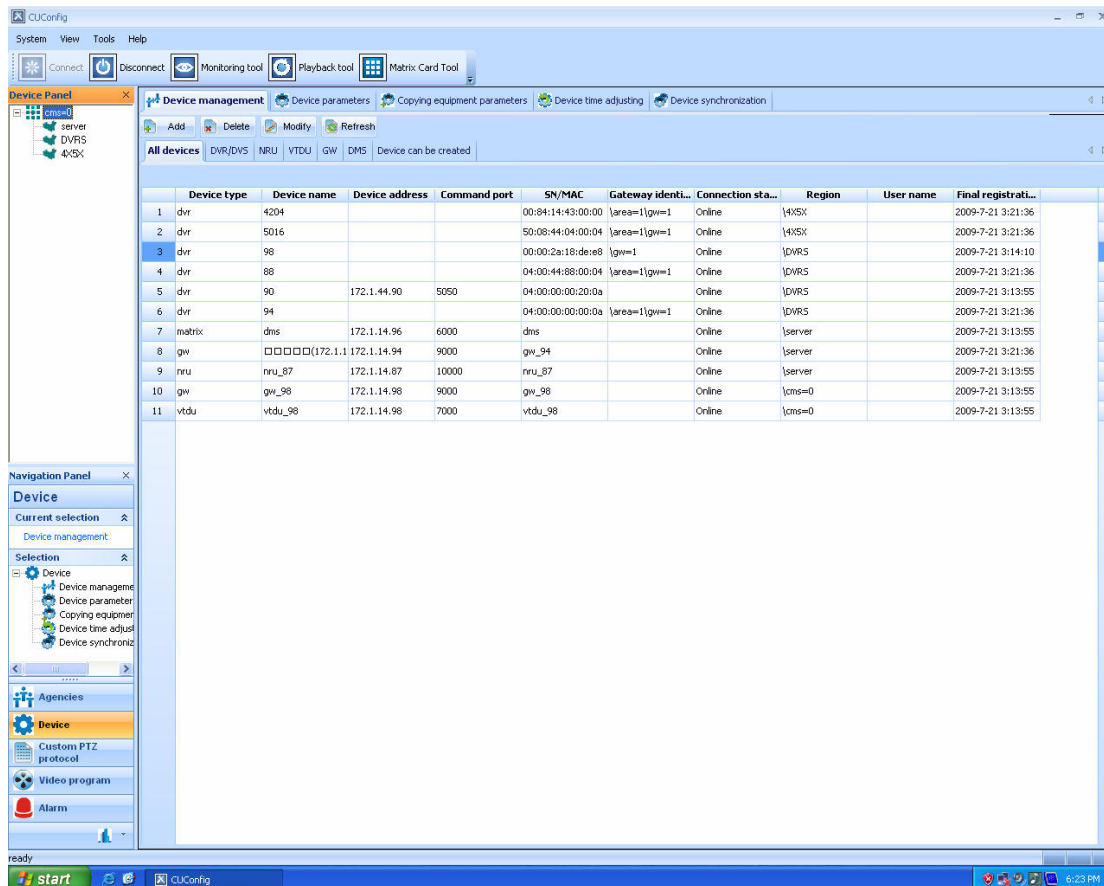 CUConfig
System View Tools Help
Connect Disconnect Monitoring tool Playback tool Matrix Card Tool
Device Panel
cms=0
server
DVRS
4X5X
Device management Device parameters Copying equipment parameters Device time adjusting Device synchronization
Add Delete Modify Refresh
All devices DVR/DVS NRU VTDU GW DMS Device can be created
Device type Device name Device address Command port SN/MAC Gateway identi... Connection sta... Region User name Final registrati...
1 dvr 4204 00:84:14:43:00:00 \area=1\gw=1 Online \4X5X 2009-7-21 3:21:36
2 dvr 5016 50:08:44:04:00:04 \area=1\gw=1 Online \4X5X 2009-7-21 3:21:36
3 dvr 98 00:00:2a:18:de:e8 \gw=1 Online \DVRS 2009-7-21 3:14:10
4 dvr 88 04:00:44:88:00:04 \area=1\gw=1 Online \DVRS 2009-7-21 3:21:36
5 dvr 90 172.1.44.90 5050 04:00:00:00:20:0a Online \DVRS 2009-7-21 3:13:55
6 dvr 94 04:00:00:00:00:0a \area=1\gw=1 Online \DVRS 2009-7-21 3:21:36
7 matrix dms 172.1.14.96 6000 dms Online \server 2009-7-21 3:13:55
8 gw □□□□□(172.1.1 172.1.14.94 9000 gw_94 Online \server 2009-7-21 3:21:36
9 nru nru_87 172.1.14.87 10000 nru_87 Online \server 2009-7-21 3:13:55
10 gw gw_98 172.1.14.98 9000 gw_98 Online \cms=0 2009-7-21 3:13:55
11 vtdu vtdu_98 172.1.14.98 7000 vtdu_98 Online \cms=0 2009-7-21 3:13:55
Navigation Panel
Device
Current selection
Device management
Selection
Device
Device manageme
Device parameter
Copying equipmer
Device time adjust
Device synchroniz
Agencies
Device
Custom PTZ
protocol
Video program
Alarm
ready
start CUConfig 6:23 PM